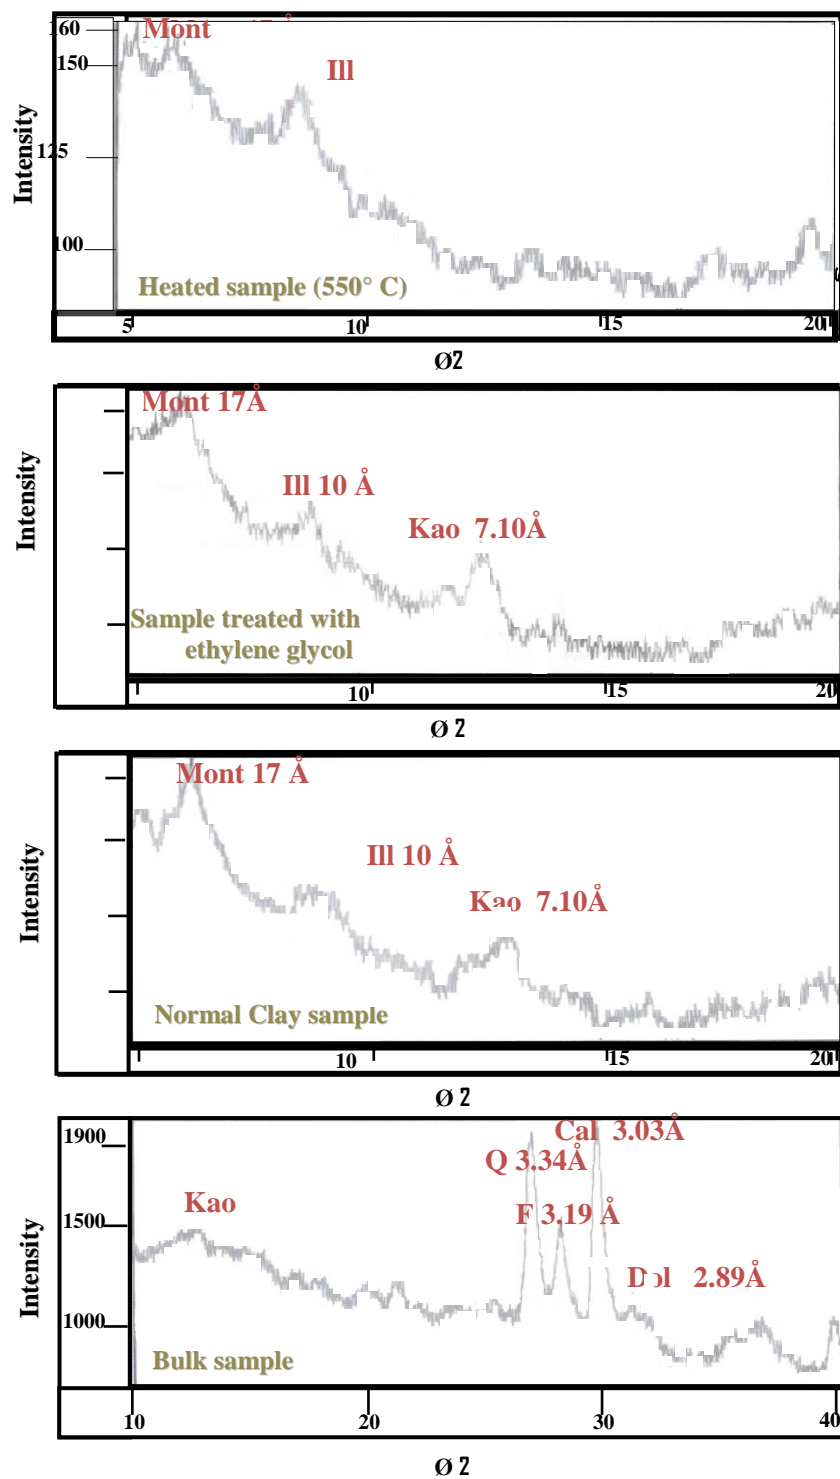 160
Mont
150
Ill
Intensity
125
100
Heated sample (550° C)
5
10
15
20
Ø2
Mont 17Å
Ill 10 Å
Kao 7.10Å
Intensity
Sample treated with
ethylene glycol
10
15
20
Ø 2
Mont 17 Å
Ill 10 Å
Kao 7.10Å
Intensity
Normal Clay sample
10
15
20
Ø 2
1900
Cal 3.03Å
Q 3.34Å
Kao
F 3.19 Å
1500
Dol 2.89Å
Intensity
1000
Bulk sample
10
20
30
40
Ø 2